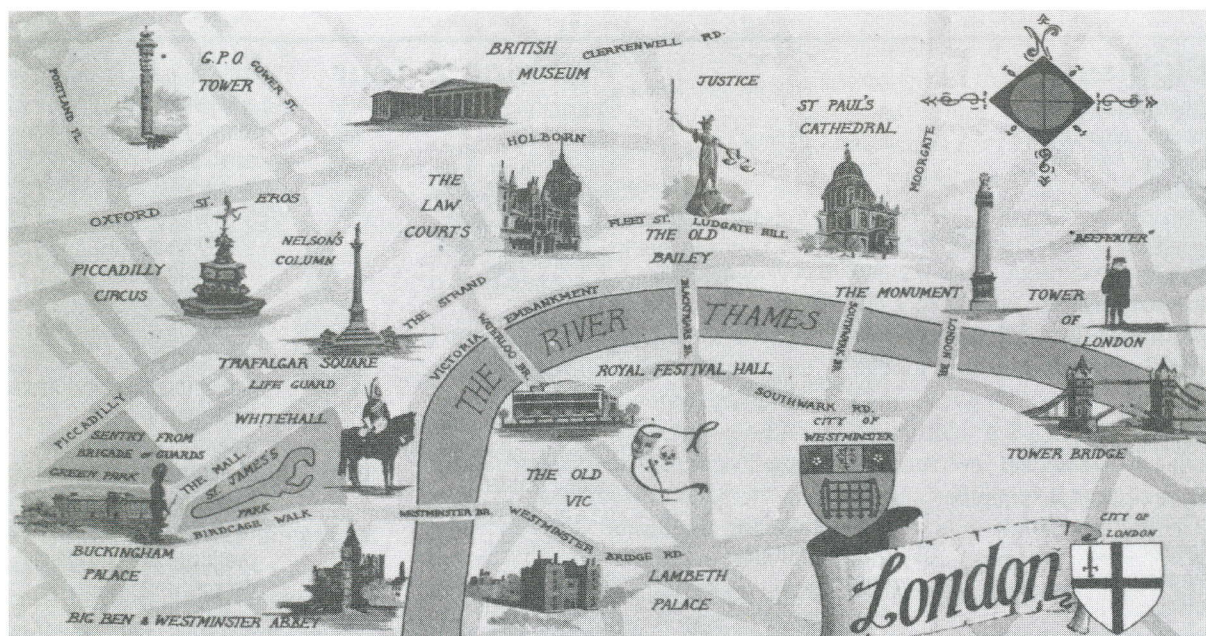 G.P.O.
TOWER
PORTLAND PL.
GOWER ST.
BRITISH
MUSEUM
CLERKENWELL RD.
JUSTICE
ST PAUL'S
CATHEDRAL
MOORGATE
N
HOLBORN
THE
LAW
COURTS
OXFORD ST.
EROS
NELSON'S
COLUMN
PICCADILLY
CIRCUS
FLEET ST.
LUDGATE HILL
THE OLD
BAILEY
"BEEFEATER"
THE STRAND
VICTORIA EMBANKMENT
WATERLOO BR.
THE RIVER THAMES
BLACKFRIARS BR.
SOUTHWARK BR.
LONDON BR.
THE MONUMENT
TOWER
OF
LONDON
TRAFALGAR SQUARE
LIFE GUARD
WHITEHALL
ROYAL FESTIVAL HALL
SOUTHWARK RD.
CITY OF
WESTMINSTER
TOWER BRIDGE
PICCADILLY
SENTRY FROM
BRIGADE OF GUARDS
GREEN PARK
THE MALL
ST JAMES'S
PARK
BIRDCAGE WALK
THE OLD
VIC
WESTMINSTER BR.
WESTMINSTER
BRIDGE RD.
BUCKINGHAM
PALACE
BIG BEN & WESTMINSTER ABBEY
LAMBETH
PALACE
London
CITY OF
LONDON